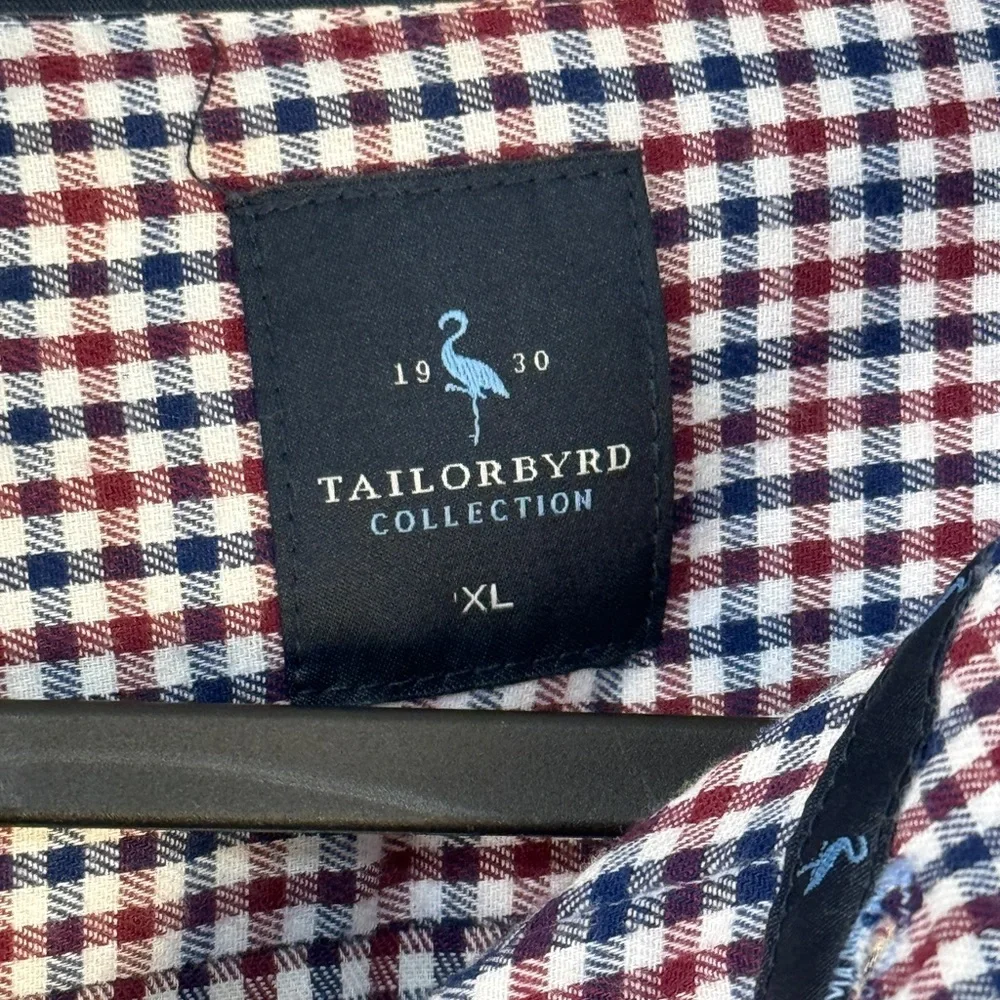 19 30
TAILORBYRD
COLLECTION
XL